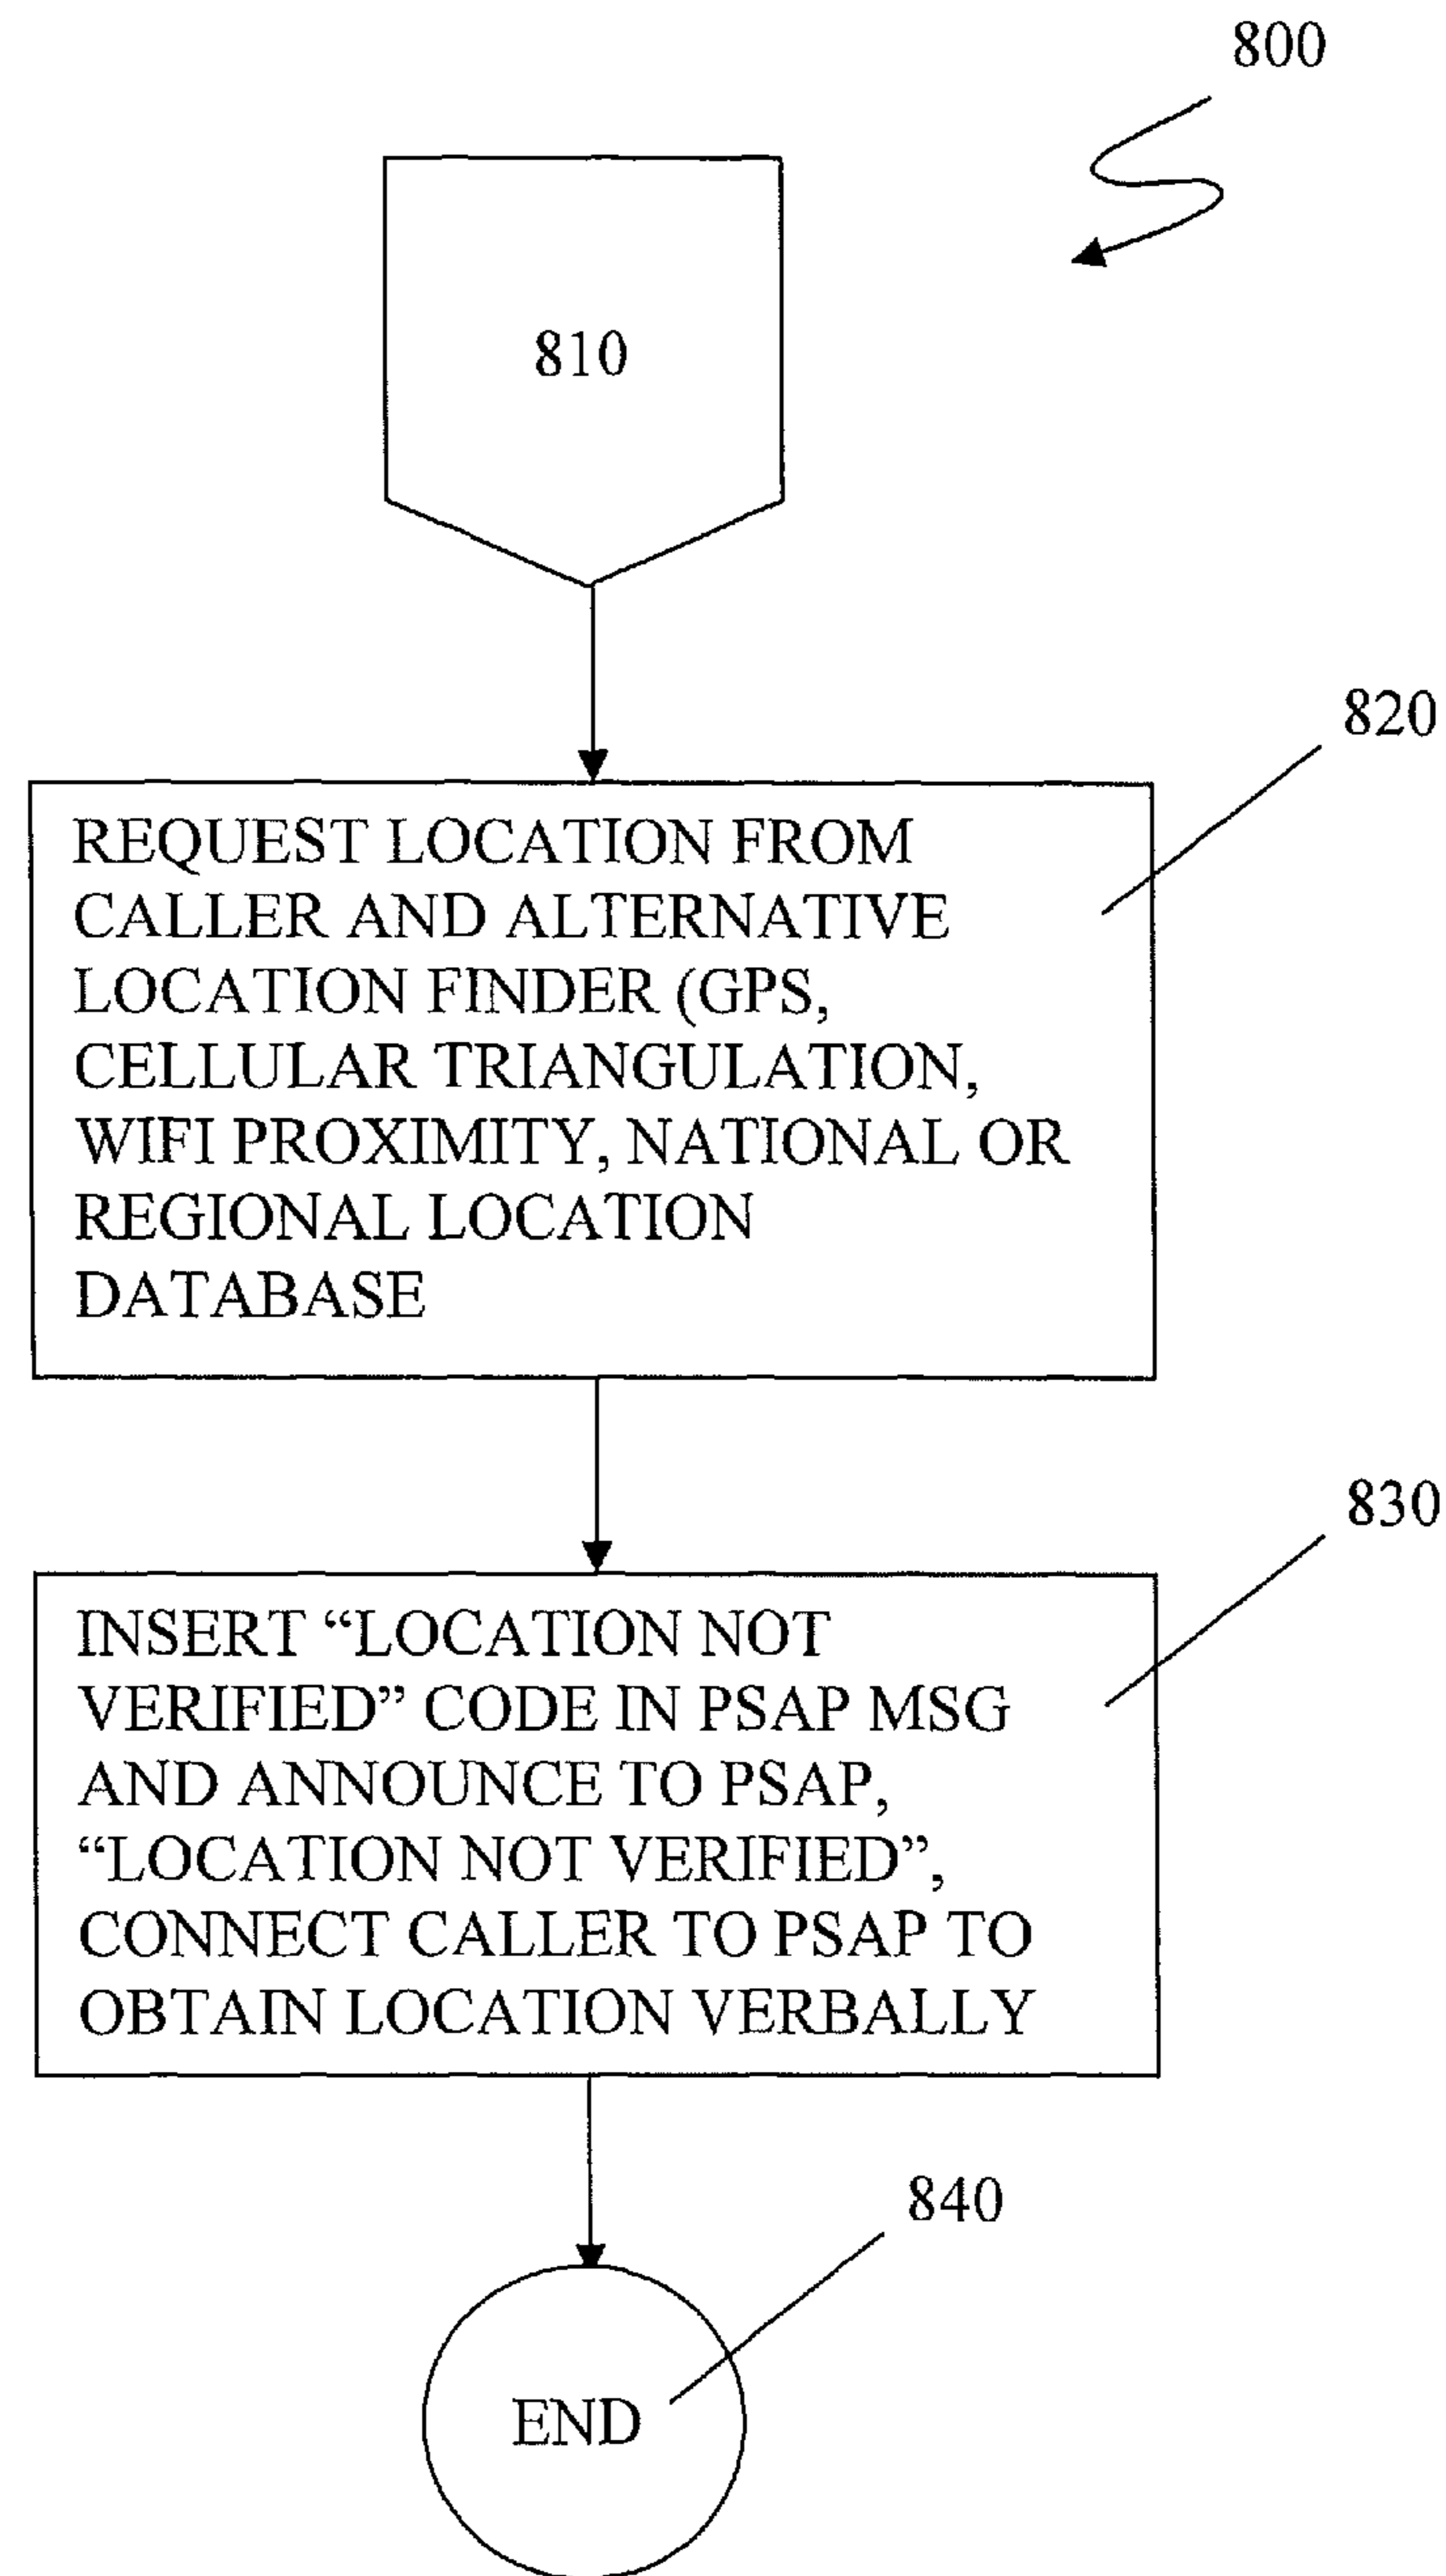 800
810
820
REQUEST LOCATION FROM
CALLER AND ALTERNATIVE
LOCATION FINDER (GPS,
CELLULAR TRIANGULATION,
WIFI PROXIMITY, NATIONAL OR
REGIONAL LOCATION
DATABASE
830
INSERT “LOCATION NOT
VERIFIED” CODE IN PSAP MSG
AND ANNOUNCE TO PSAP,
“LOCATION NOT VERIFIED”,
CONNECT CALLER TO PSAP TO
OBTAIN LOCATION VERBALLY
840
END